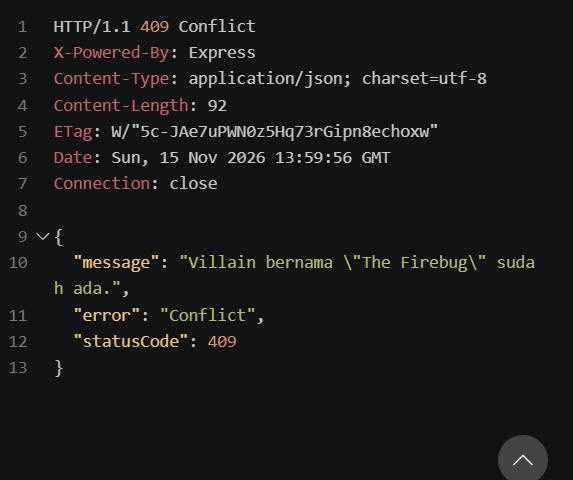 1 HTTP/1.1 409 Conflict
2 X-Powered-By: Express
3 Content-Type: application/json; charset=utf-8
4 Content-Length: 92
5 ETag: W/"5c-JAe7uPWN0z5Hq73rGipn8echoxw"
6 Date: Sun, 15 Nov 2026 13:59:56 GMT
7 Connection: close
8
9 {
10 "message": "Villain bernama \"The Firebug\" suda
h ada.",
11 "error": "Conflict",
12 "statusCode": 409
13 }